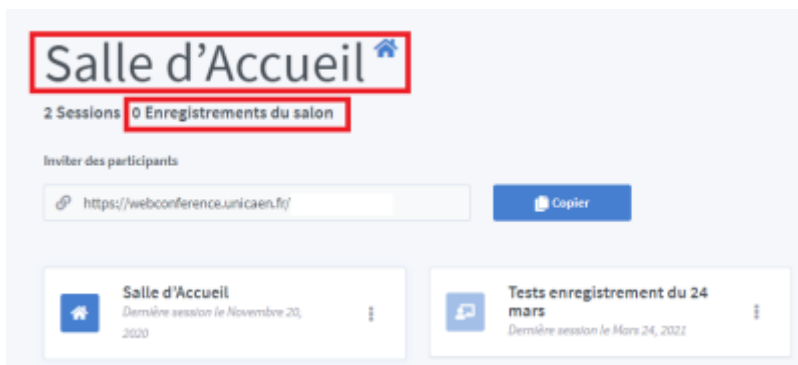 Salle d'Accueil
2 Sessions 0 Enregistrements du salon
Inviter des participants
https://webconference.unicaen.fr/
Copier
Salle d'Accueil
Dernière session le Novembre 20,
2020
Tests enregistrement du 24
mars
Dernière session le Mars 24, 2021